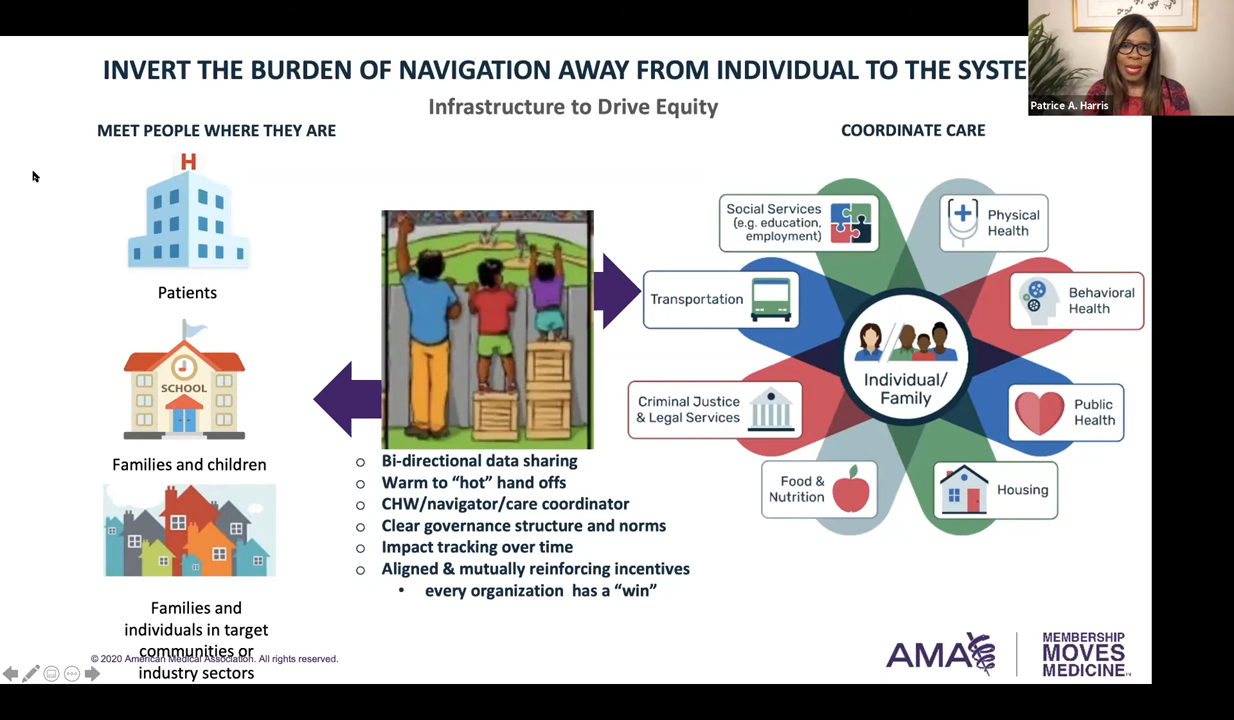 INVERT THE BURDEN OF NAVIGATION AWAY FROM INDIVIDUAL TO THE SYSTE
Infrastructure to Drive Equity
Patrice A. Harris
MEET PEOPLE WHERE THEY ARE
H
Patients
SCHOOL
Families and children
Families and
individuals in target
communities or
industry sectors
○ Bi-directional data sharing
○ Warm to “hot” hand offs
○ CHW/navigator/care coordinator
○ Clear governance structure and norms
○ Impact tracking over time
○ Aligned & mutually reinforcing incentives
• every organization has a “win”
COORDINATE CARE
Social Services
(e.g. education,
employment)
Physical
Health
Transportation
Behavioral
Health
Individual/
Family
Criminal Justice
& Legal Services
Public
Health
Food &
Nutrition
Housing
© 2020 American Medical Association. All rights reserved.
AMA
MEMBERSHIP
MOVES
MEDICINE